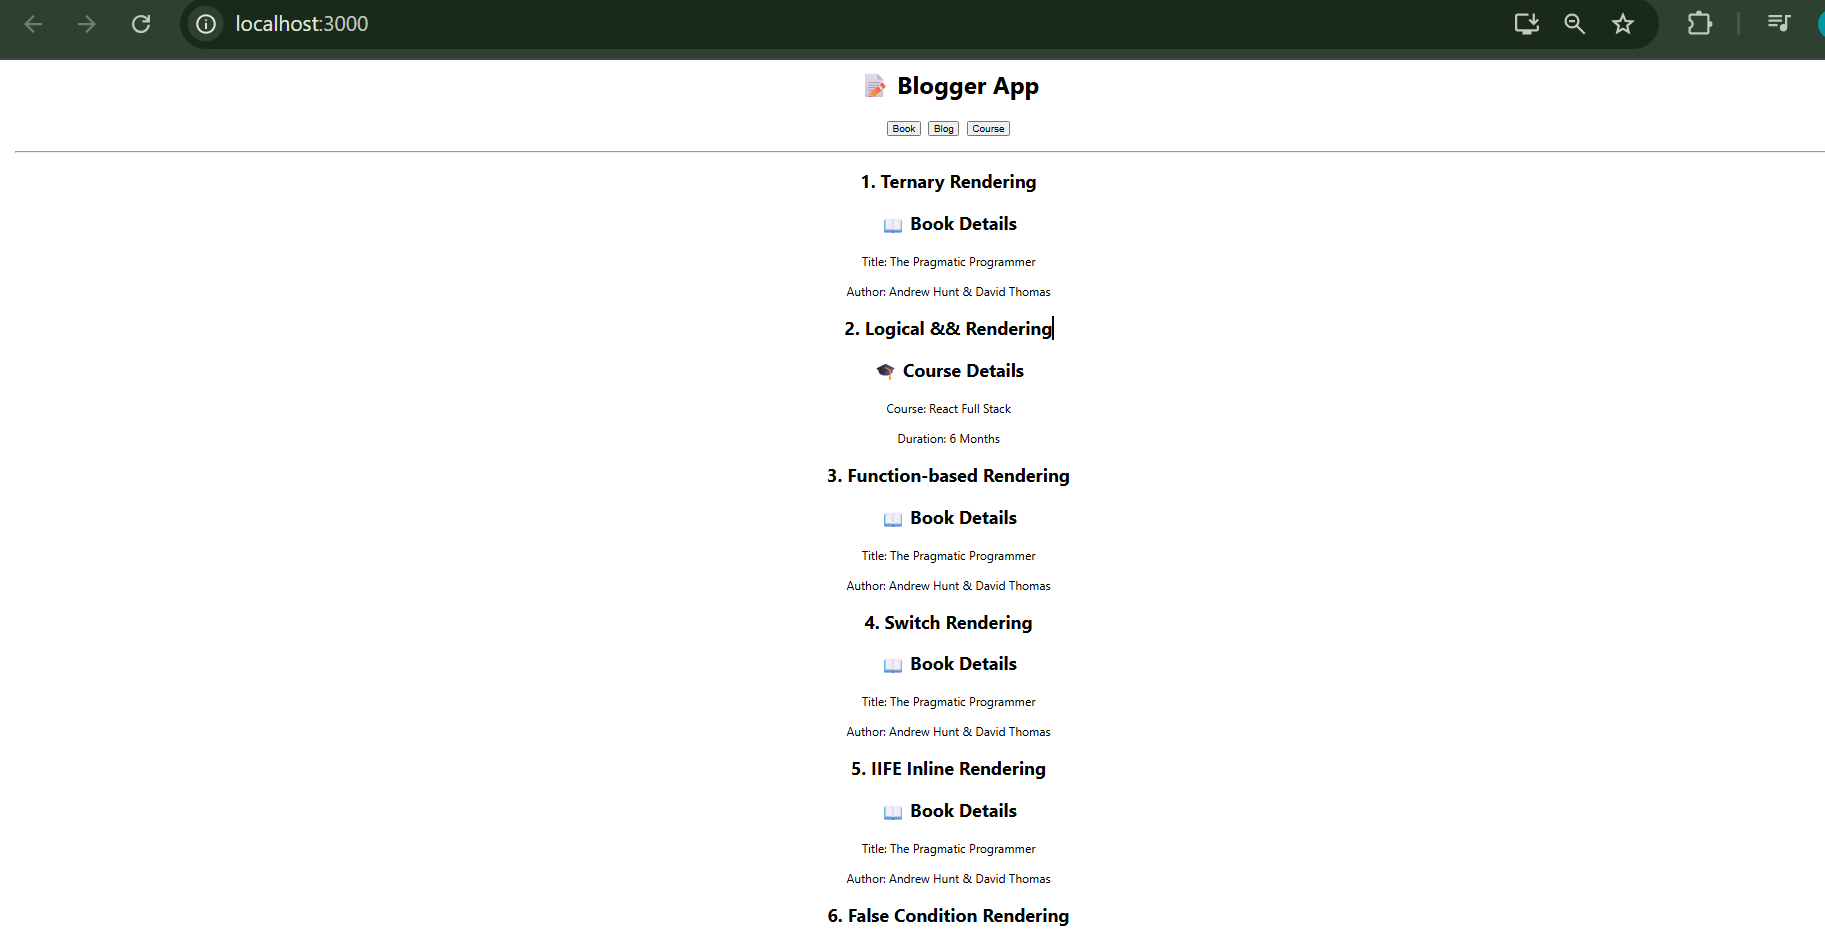 localhost:3000
📝 Blogger App
Book Blog Course
1. Ternary Rendering
📖 Book Details
Title: The Pragmatic Programmer
Author: Andrew Hunt & David Thomas
2. Logical && Rendering
🎓 Course Details
Course: React Full Stack
Duration: 6 Months
3. Function-based Rendering
📖 Book Details
Title: The Pragmatic Programmer
Author: Andrew Hunt & David Thomas
4. Switch Rendering
📖 Book Details
Title: The Pragmatic Programmer
Author: Andrew Hunt & David Thomas
5. IIFE Inline Rendering
📖 Book Details
Title: The Pragmatic Programmer
Author: Andrew Hunt & David Thomas
6. False Condition Rendering